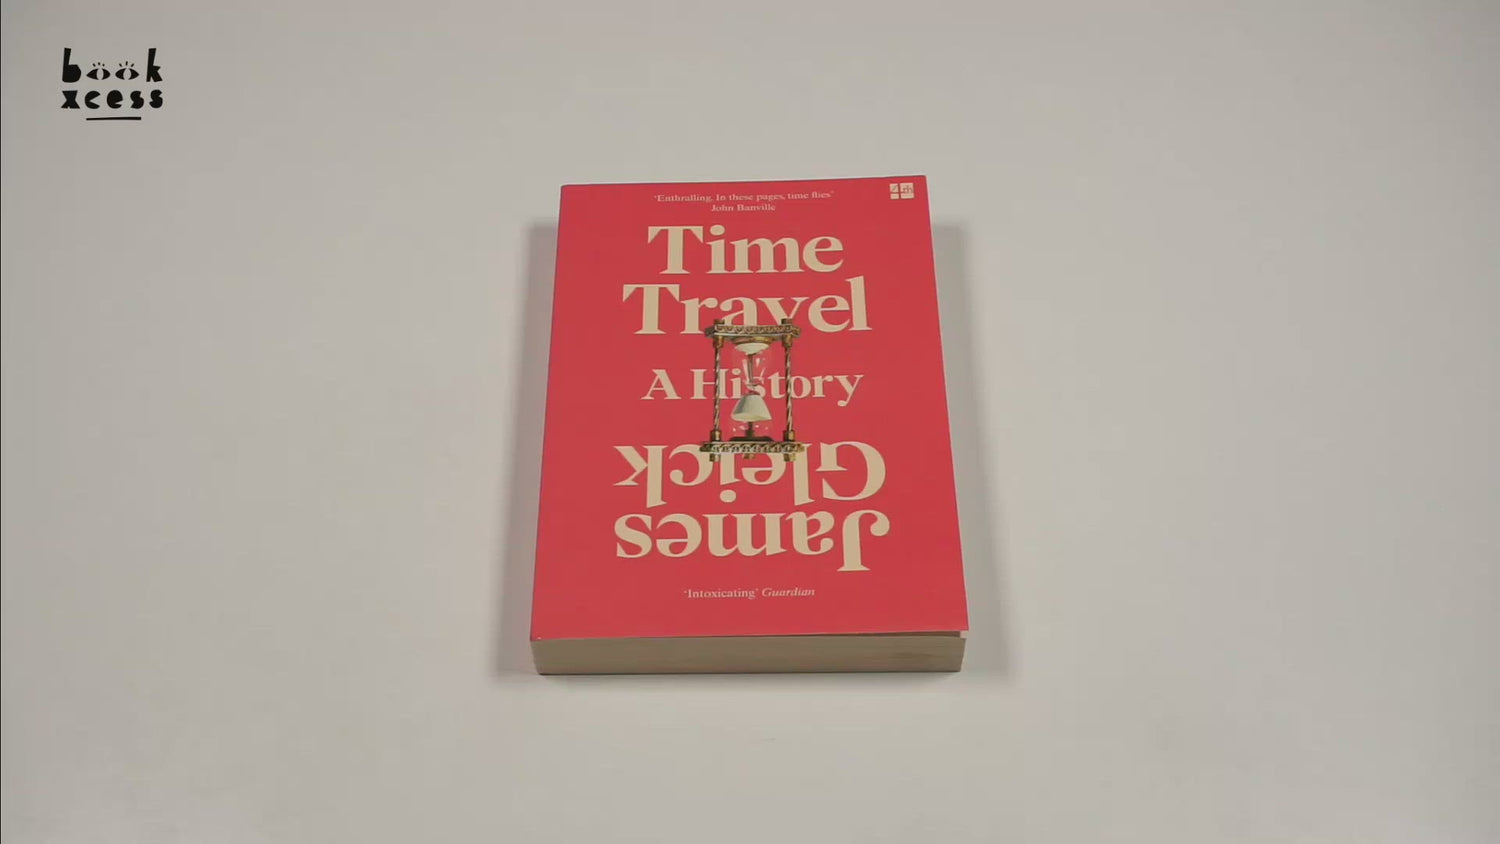 book
xcess
'Enthralling. In these pages, time flies'
John Banville
4th
Time
Travel
A History
James
Gleick
'Intoxicating' Guardian